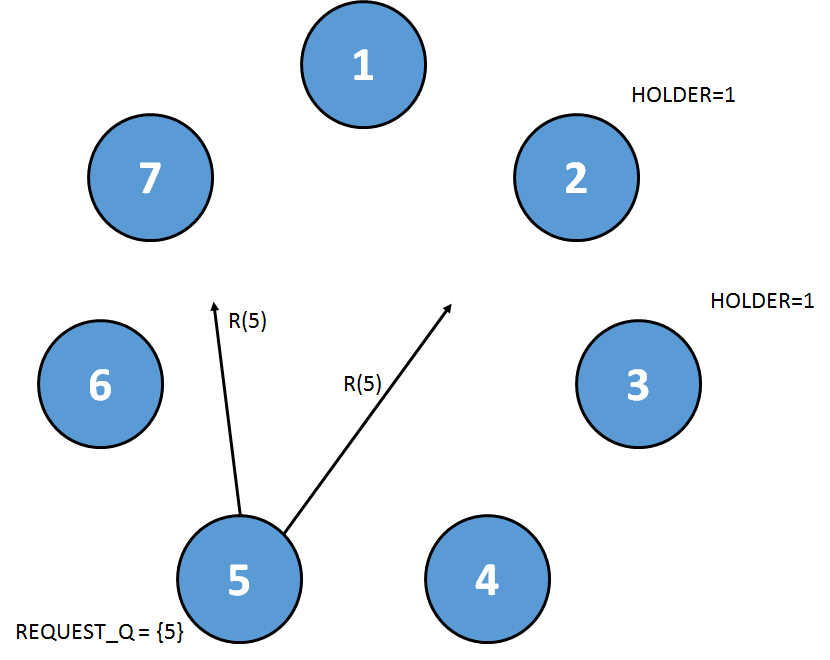 1
HOLDER=1
7
2
HOLDER=1
R(5)
R(5)
6
3
5
4
REQUEST_Q = {5}